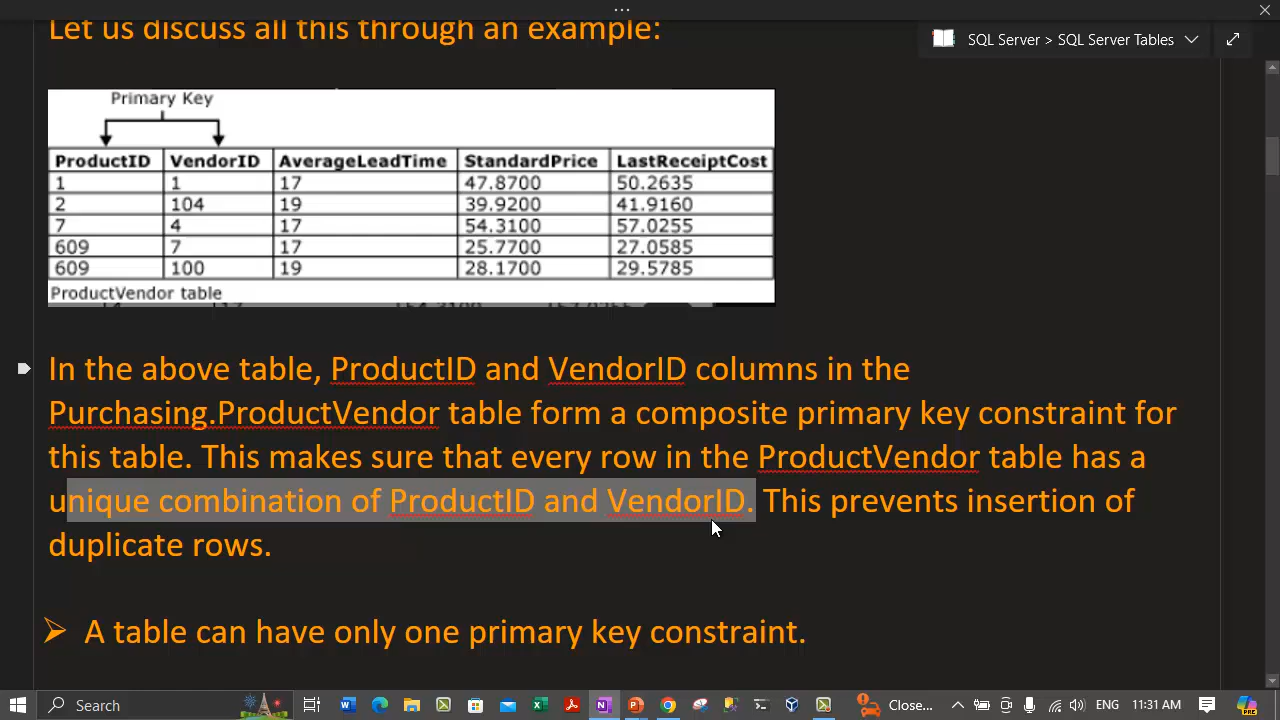 Let us discuss all this through an example:
SQL Server > SQL Server Tables
Primary Key
ProductID VendorID AverageLeadTime StandardPrice LastReceiptCost
1 1 17 47.8700 50.2635
2 104 19 39.9200 41.9160
7 4 17 54.3100 57.0255
609 7 17 25.7700 27.0585
609 100 19 28.1700 29.5785
ProductVendor table
In the above table, ProductID and VendorID columns in the
Purchasing.ProductVendor table form a composite primary key constraint for
this table. This makes sure that every row in the ProductVendor table has a
unique combination of ProductID and VendorID. This prevents insertion of
duplicate rows.
➢ A table can have only one primary key constraint.
Search
Close...
ENG
11:31 AM